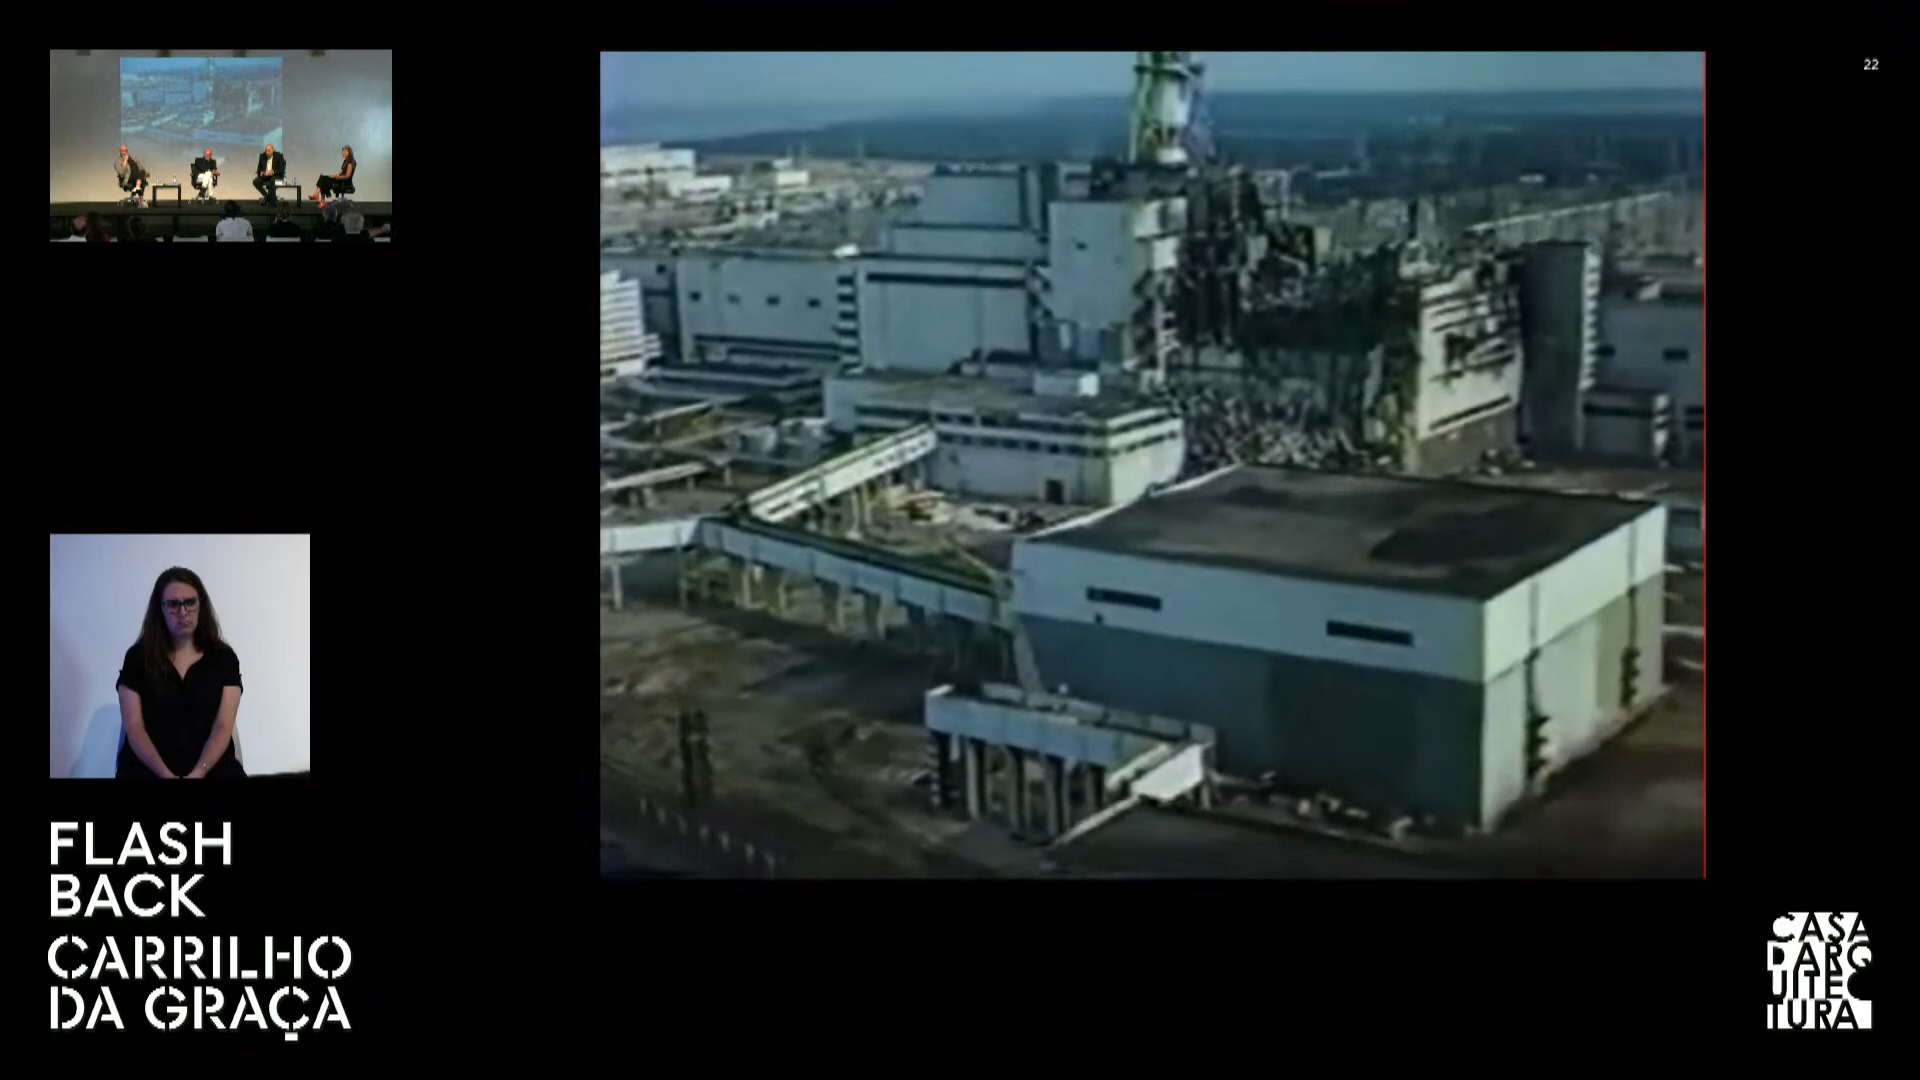 22
FLASH
BACK
CARRILHO
DA GRAÇA
CASA
DARQ
UITEC
TURA